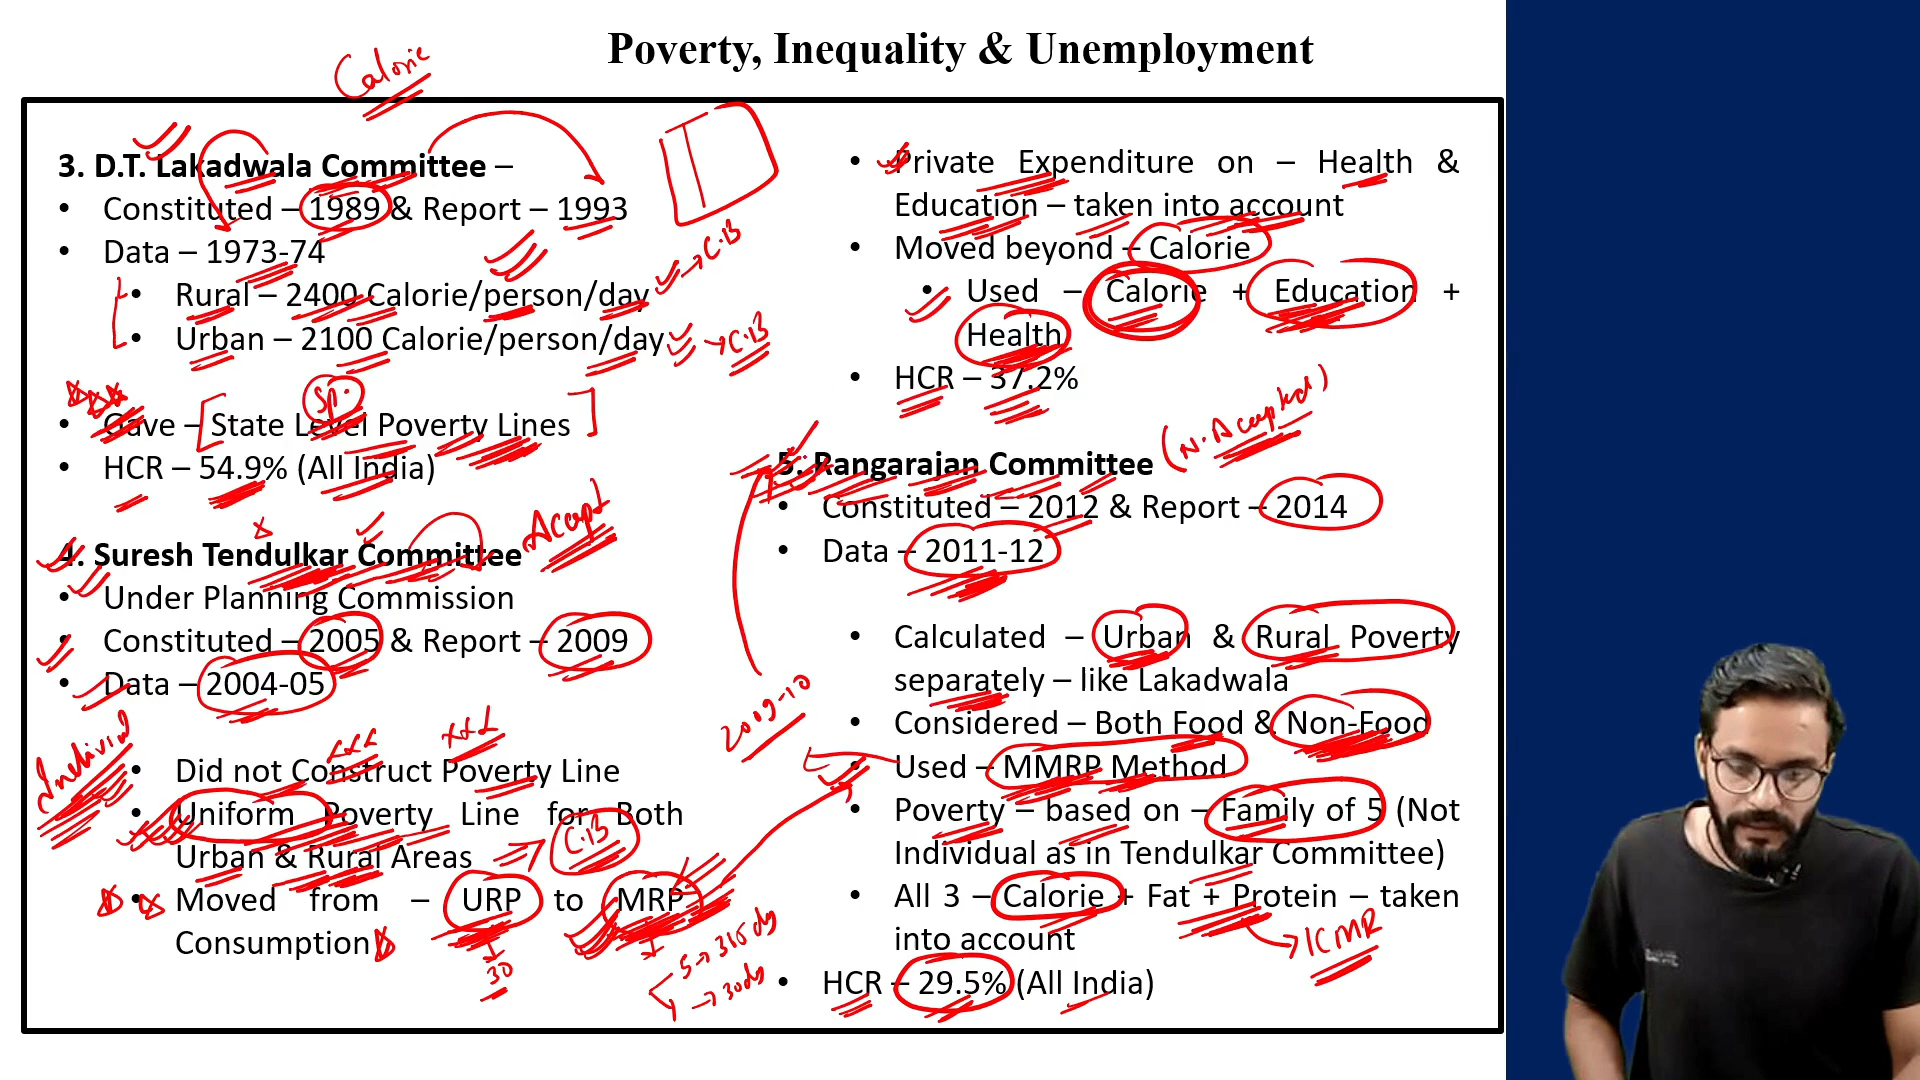 Poverty, Inequality & Unemployment
Calorie
3. D.T. Lakadwala Committee –
• Constituted – 1989 & Report – 1993
• Data – 1973-74
• Rural – 2400 Calorie/person/day → C.B
• Urban – 2100 Calorie/person/day → C.B
Sp.
• Gave – [State Level Poverty Lines]
• HCR – 54.9% (All India)
Accept
4. Suresh Tendulkar Committee
• Under Planning Commission
• Constituted – 2005 & Report – 2009
• Data – 2004-05
• Did not Construct Poverty Line
• Uniform Poverty Line for Both
C.B
Urban & Rural Areas
• Moved from – URP to MRP
Consumption
30
5 → 365 dy
→ 30 dy
• Private Expenditure on – Health &
Education – taken into account
• Moved beyond – Calorie
• Used – Calorie + Education +
Health
• HCR – 37.2%
(N. Accepted)
5. Rangarajan Committee
• Constituted – 2012 & Report – 2014
• Data – 2011-12
2009-10
• Calculated – Urban & Rural Poverty
separately – like Lakadwala
• Considered – Both Food & Non-Food
• Used – MMRP Method
• Poverty – based on – Family of 5 (Not
Individual as in Tendulkar Committee)
• All 3 – Calorie + Fat + Protein – taken
into account
→ ICMR
• HCR – 29.5% (All India)